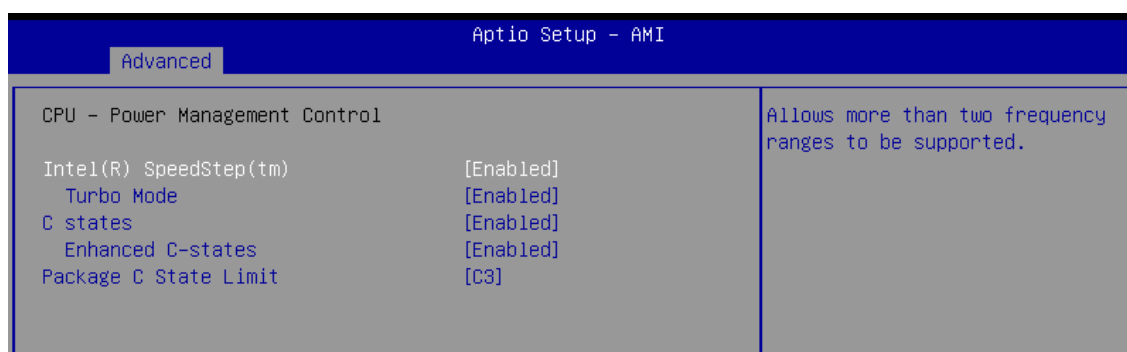 Aptio Setup – AMI
Advanced
CPU – Power Management Control
Intel(R) SpeedStep(tm) [Enabled]
Turbo Mode [Enabled]
C states [Enabled]
Enhanced C-states [Enabled]
Package C State Limit [C3]
Allows more than two frequency
ranges to be supported.